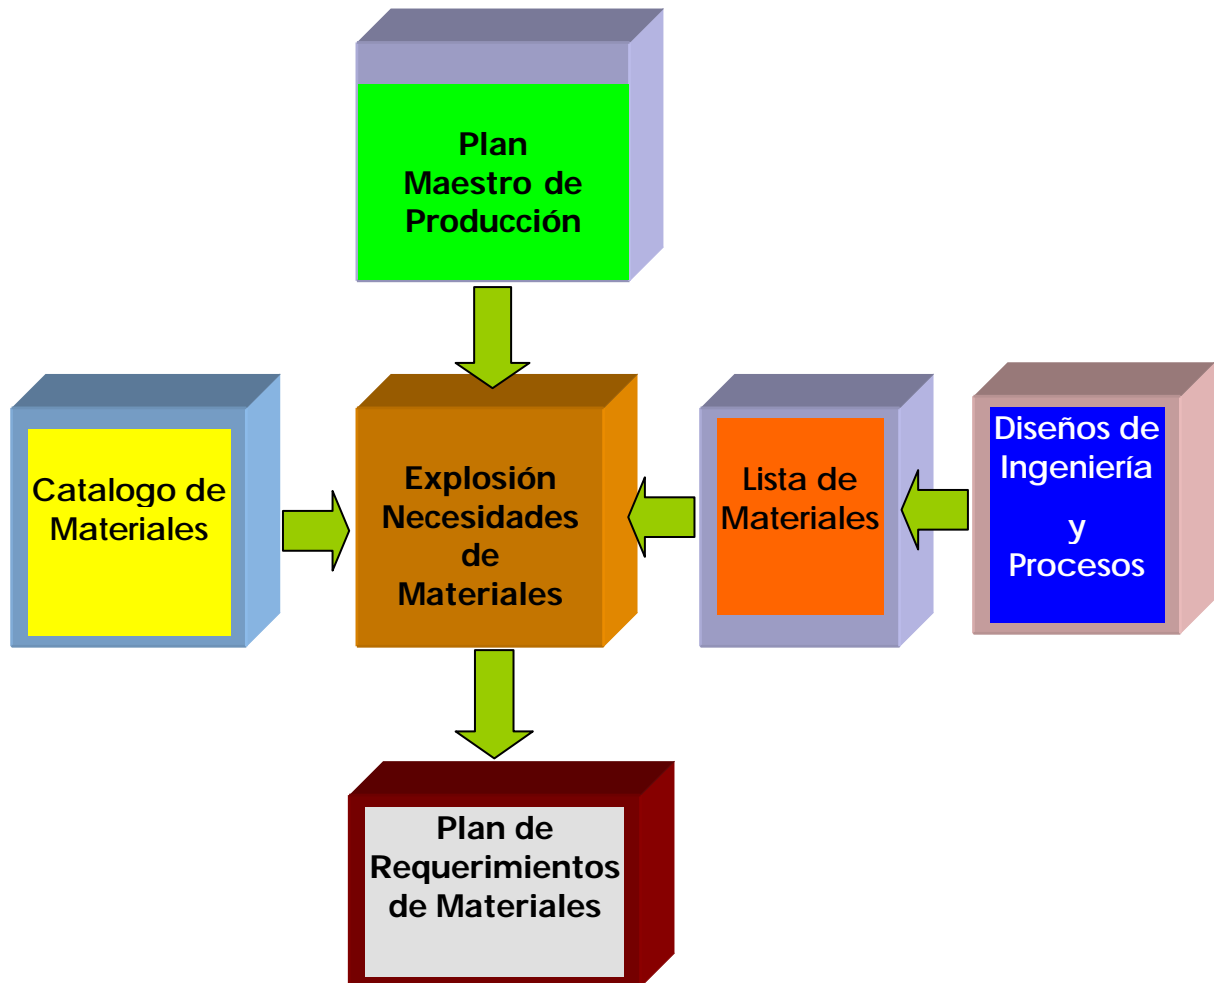 Plan
Maestro de
Producción
Catalogo de
Materiales
Explosión
Necesidades
de
Materiales
Lista de
Materiales
Diseños de
Ingeniería
y
Procesos
Plan de
Requerimientos
de Materiales